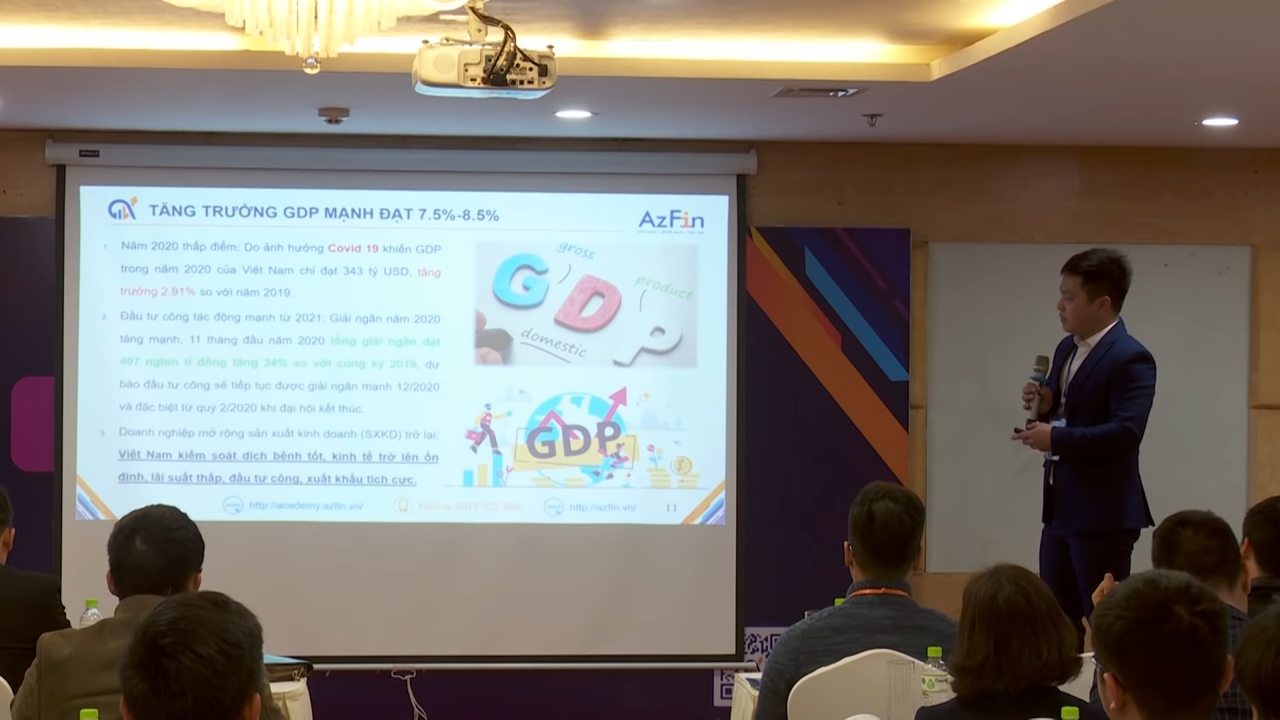 TĂNG TRƯỞNG GDP MẠNH ĐẠT 7.5%-8.5%
AzFin
1 Năm 2020 thấp điểm: Do ảnh hưởng Covid 19 khiến GDP
trong năm 2020 của Việt Nam chỉ đạt 343 tỷ USD, tăng
trưởng 2.91% so với năm 2019
2 Đầu tư công tác động mạnh từ 2021: Giải ngân năm 2020
tăng mạnh, 11 tháng đầu năm 2020 tổng giải ngân đạt
407 nghìn tỉ đồng tăng 34% so với cùng kỳ 2019, dự
báo đầu tư công sẽ tiếp tục được giải ngân mạnh 12/2020
và đặc biệt từ quý 2/2020 khi đại hội kết thúc.
3 Doanh nghiệp mở rộng sản xuất kinh doanh (SXKD) trở lại:
Việt Nam kiểm soát dịch bệnh tốt, kinh tế trở lên ổn
định, lãi suất thấp, đầu tư công, xuất khẩu tích cực.
gross
GDP
product
domestic
GDP
http://academy.azfin.vn/
Hotline
http://azfin.vn/
11